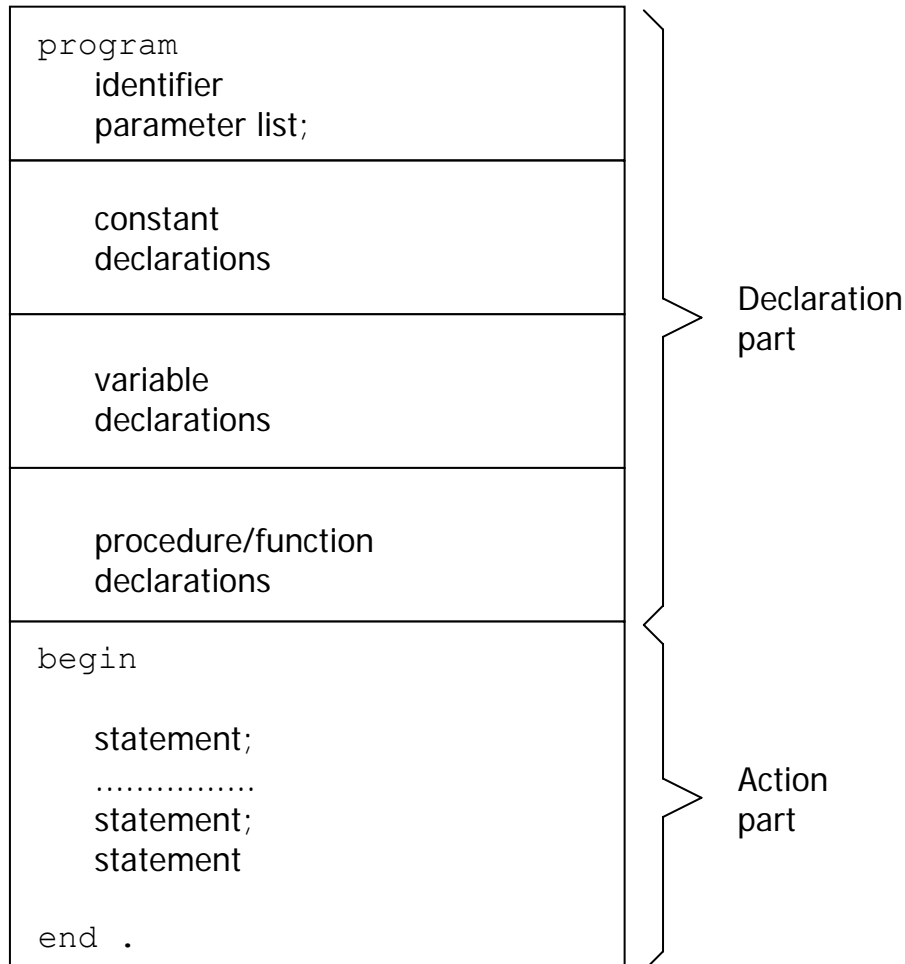 program
identifier
parameter list;
constant
declarations
variable
declarations
procedure/function
declarations
Declaration
part
begin
statement;
................
statement;
statement
end .
Action
part